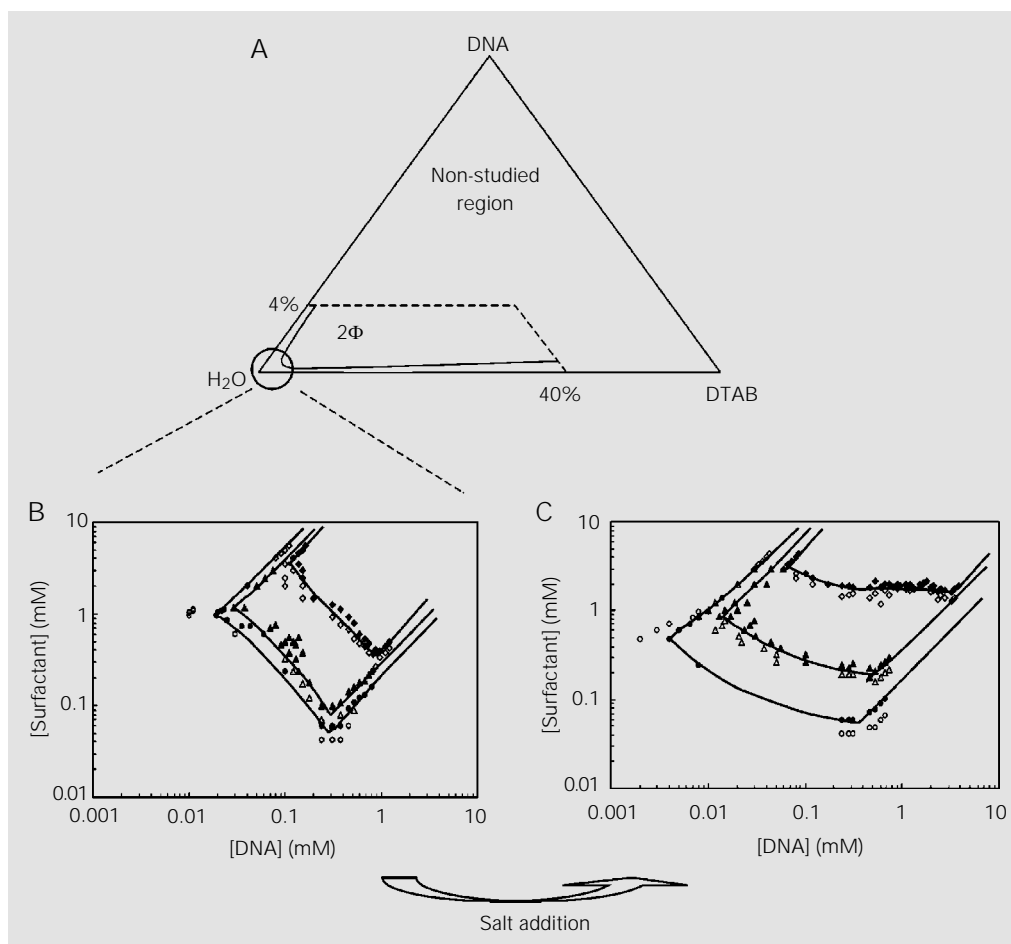 A
DNA
Non-studied
region
4%
2Φ
H₂O
40%
DTAB
B
10
1
0.1
0.01
[Surfactant] (mM)
0.001
0.01
0.1
1
10
[DNA] (mM)
C
10
1
0.1
0.01
[Surfactant] (mM)
0.001
0.01
0.1
1
10
[DNA] (mM)
Salt addition